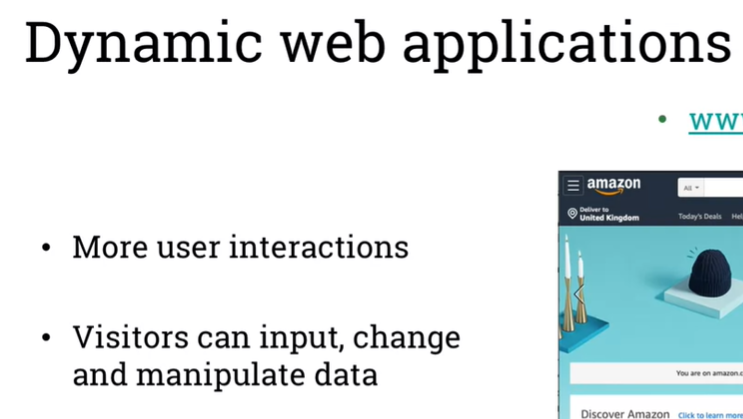 Dynamic web applications
• More user interactions
• Visitors can input, change
and manipulate data
•
amazon
All
Deliver to
United Kingdom
Today's Deals
You are on amazon.c
Discover Amazon Click to learn more